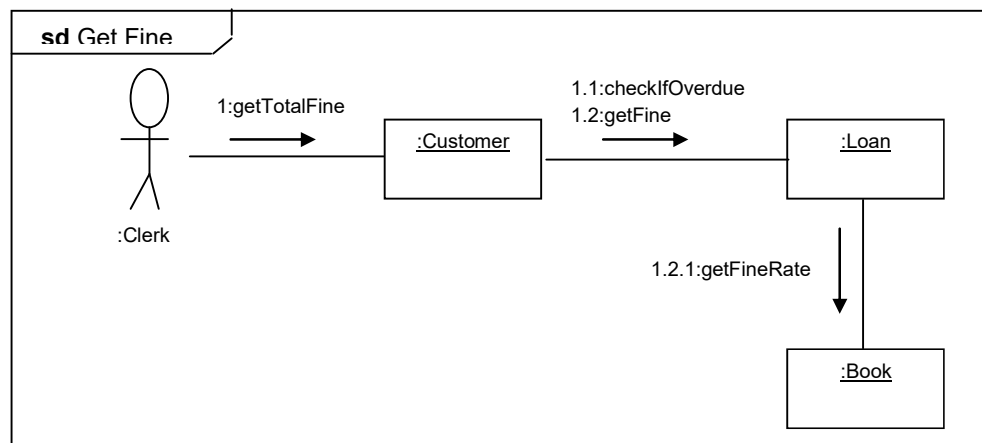 sd Get Fine
1:getTotalFine
1.1:checkIfOverdue
1.2:getFine
:Customer
:Loan
:Clerk
1.2.1:getFineRate
:Book